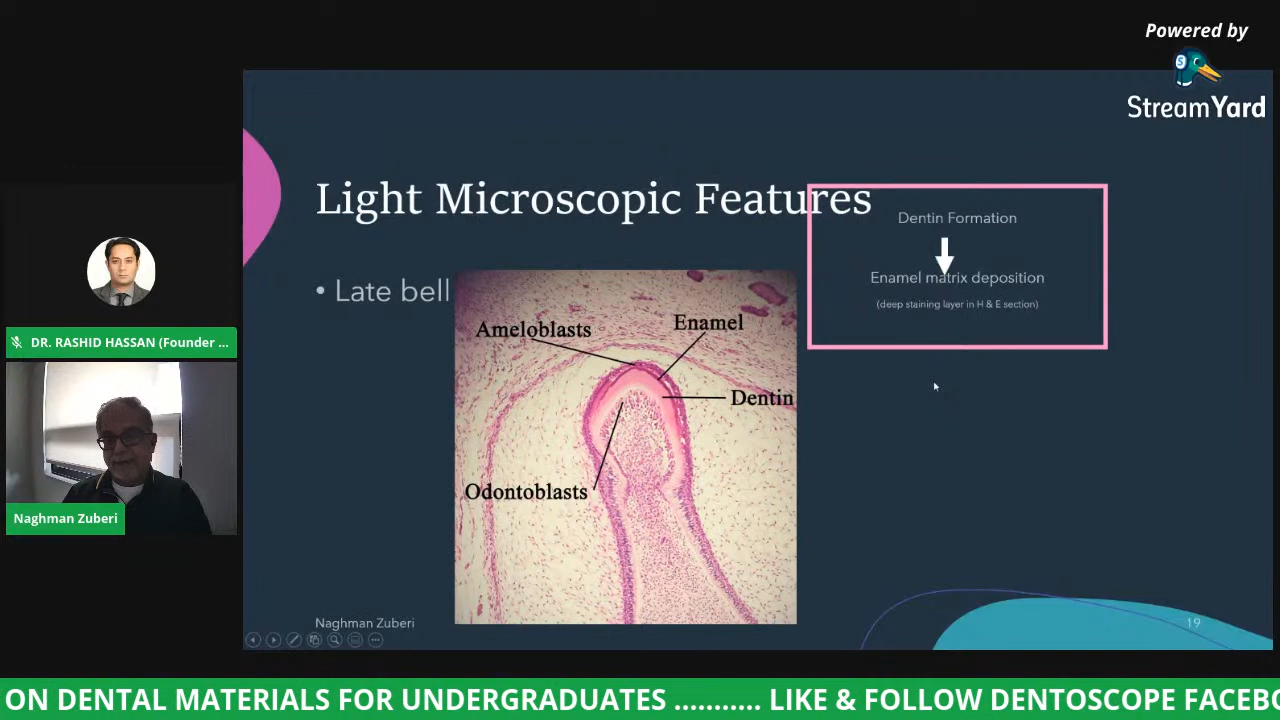 Powered by
StreamYard
Light Microscopic Features
Dentin Formation
Enamel matrix deposition
(deep staining layer in H & E section)
• Late bell
Ameloblasts
Enamel
Dentin
Odontoblasts
DR. RASHID HASSAN (Founder ...
Naghman Zuberi
Naghman Zuberi
19
ON DENTAL MATERIALS FOR UNDERGRADUATES ........... LIKE & FOLLOW DENTOSCOPE FACEBO